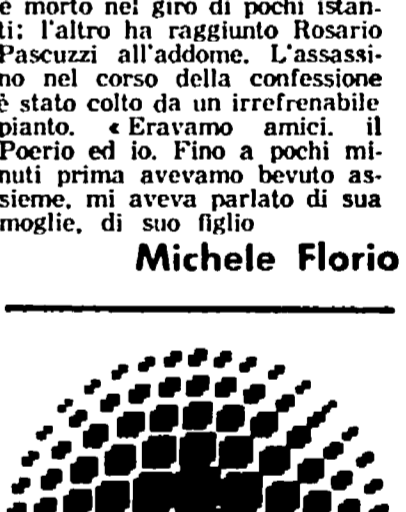 è morto nel giro di pochi istan-
ti: l'altro ha raggiunto Rosario
Pascuzzi all'addome. L'assassi-
no nel corso della confessione
è stato colto da un irrefrenabile
pianto. «Eravamo amici. il
Poerio ed io. Fino a pochi mi-
nuti prima avevamo bevuto as-
sieme, mi aveva parlato di sua
moglie, di suo figlio
Michele Florio